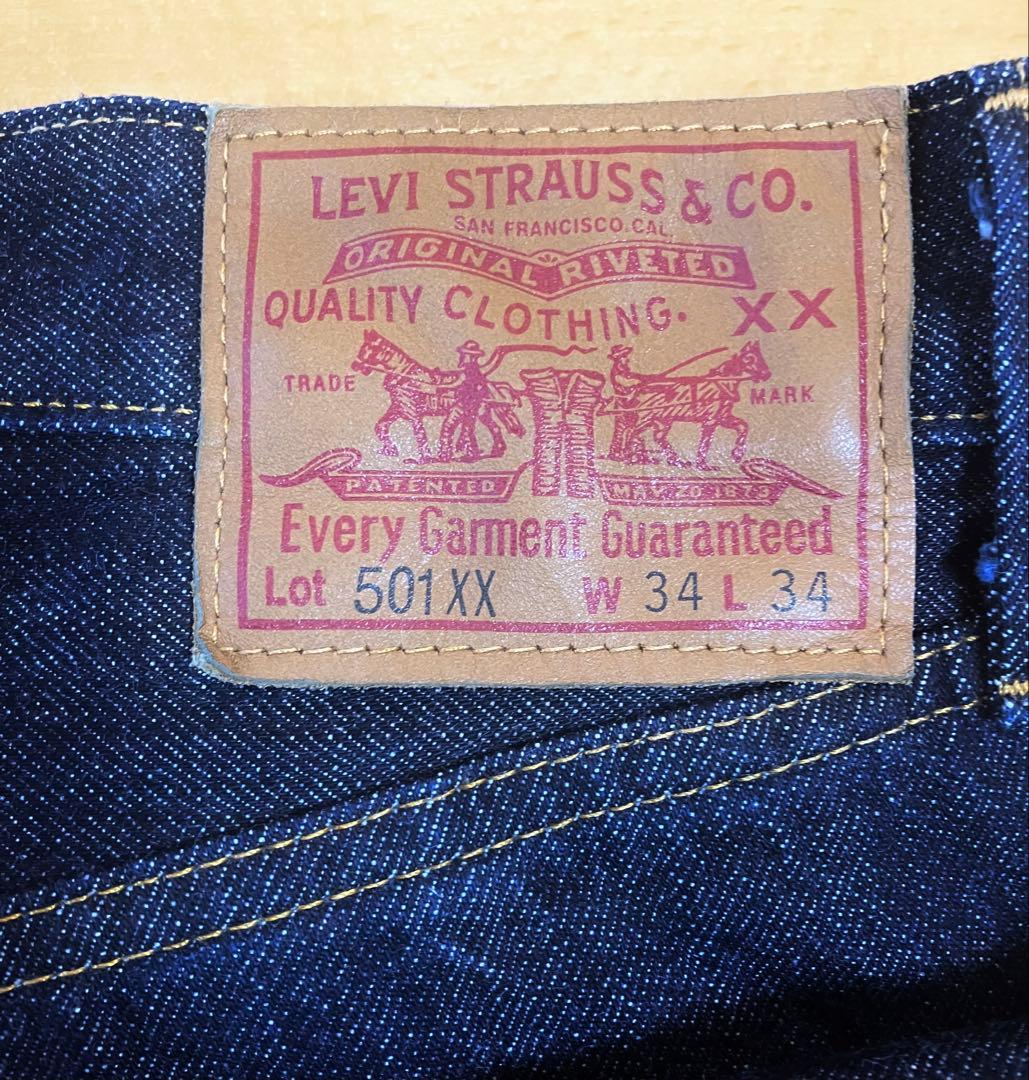 LEVI STRAUSS & CO.
SAN FRANCISCO.CAL.
ORIGINAL RIVETED
QUALITY CLOTHING. XX
TRADE MARK
PATENTED MAY 20 1873
Every Garment Guaranteed
Lot 501XX W 34 L 34